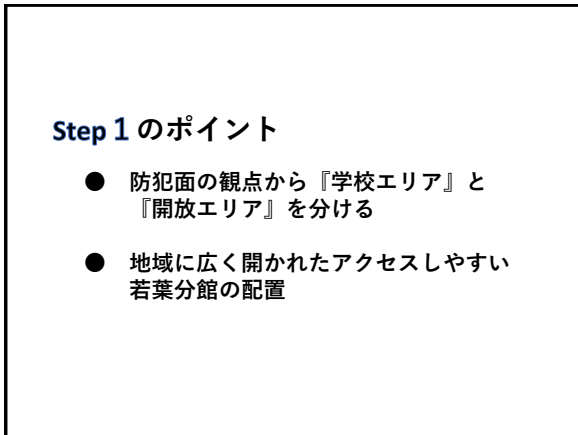 Step 1 のポイント
● 防犯面の観点から『学校エリア』と
『開放エリア』を分ける
● 地域に広く開かれたアクセスしやすい
若葉分館の配置